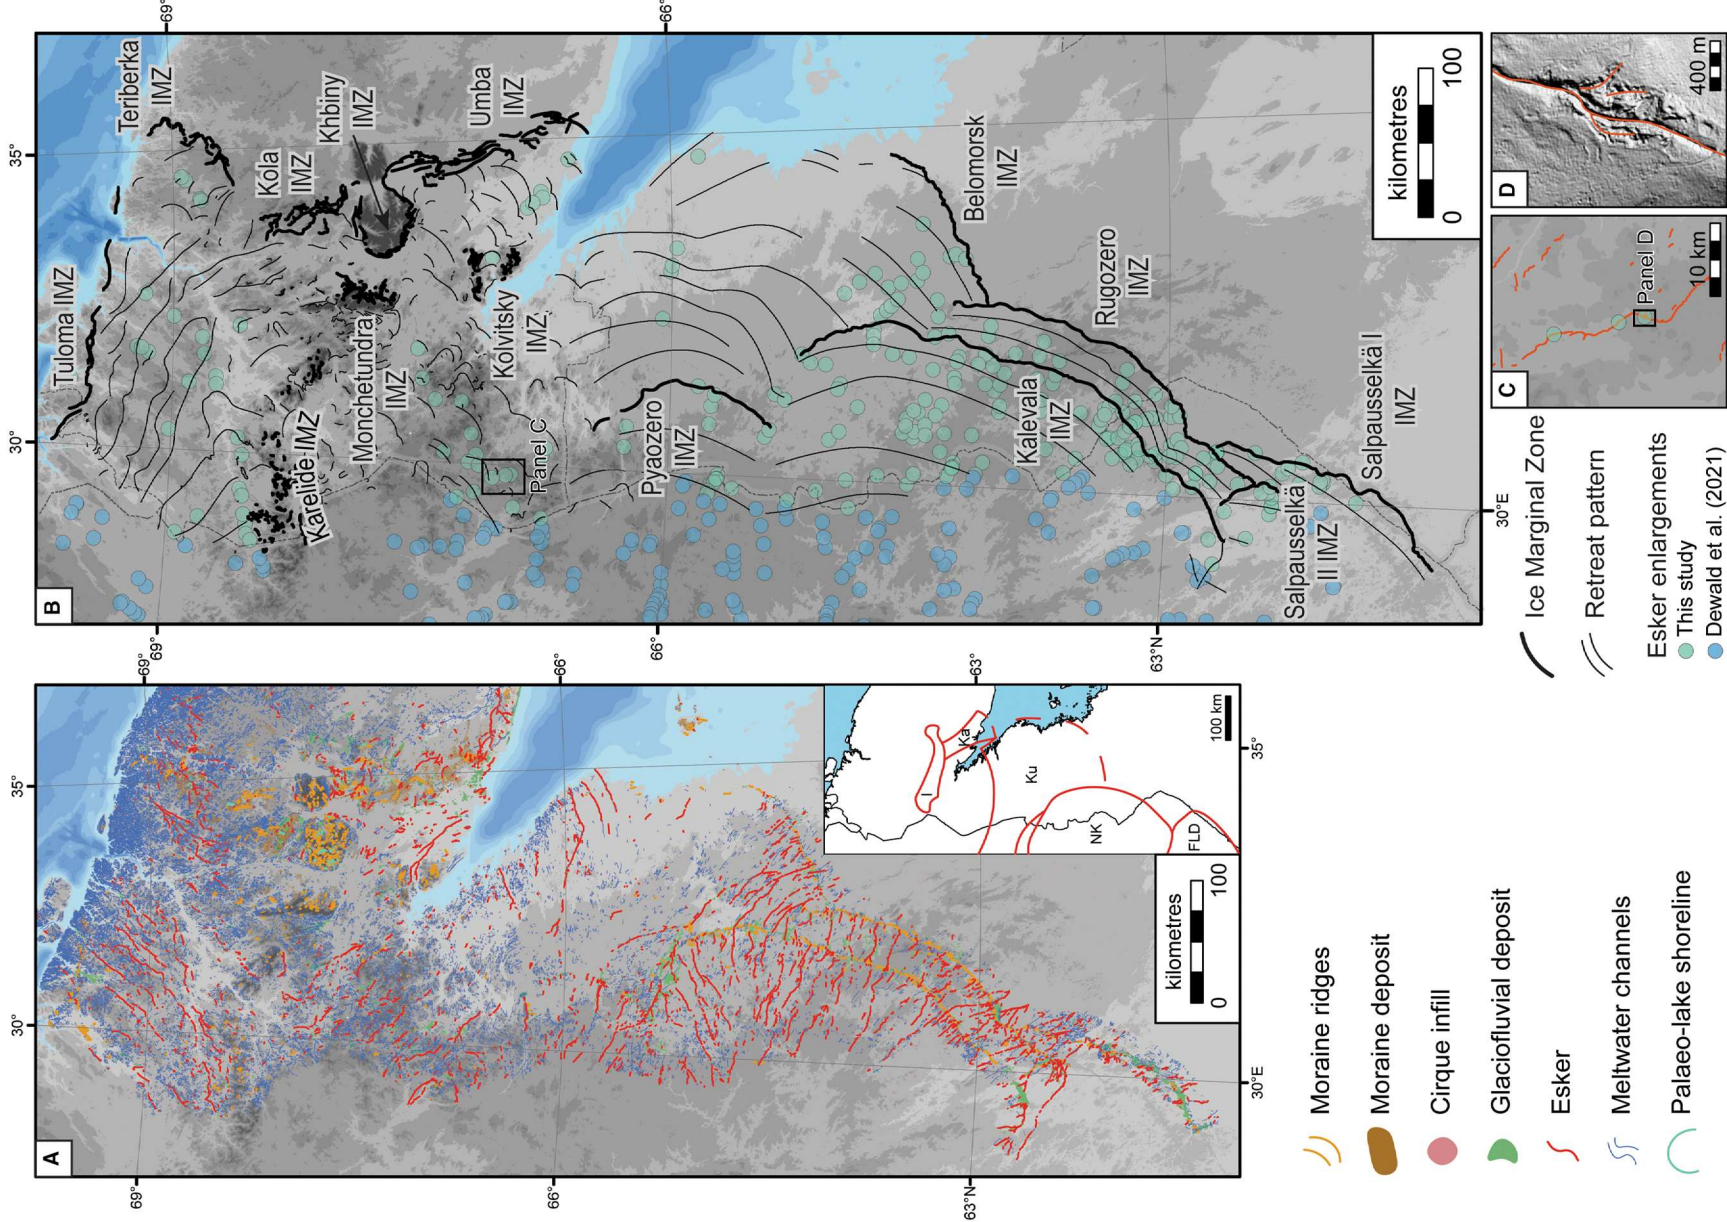 A
69°
66°
63°N
30°
35°
69°
66°
63°
30°E
35°
I
Ka
Ku
NK
FLD
100 km
kilometres
0
100
Moraine ridges
Moraine deposit
Cirque infill
Glaciofluvial deposit
Esker
Meltwater channels
Palaeo-lake shoreline
B
69°
66°
63°N
30°
35°
69°
66°
30°E
Tuloma IMZ
Teriberka
IMZ
Kola
IMZ
Khibiny
IMZ
Umba
IMZ
Karelide IMZ
Monchetundra
IMZ
Kolvitsky
IMZ
Panel C
Pyaozero
IMZ
Belomorsk
IMZ
Kalevala
IMZ
Rugozero
IMZ
Salpausselkä
II IMZ
Salpausselkä I
IMZ
kilometres
0
100
Ice Marginal Zone
Retreat pattern
Esker enlargements
This study
Dewald et al. (2021)
C
Panel D
10 km
D
400 m